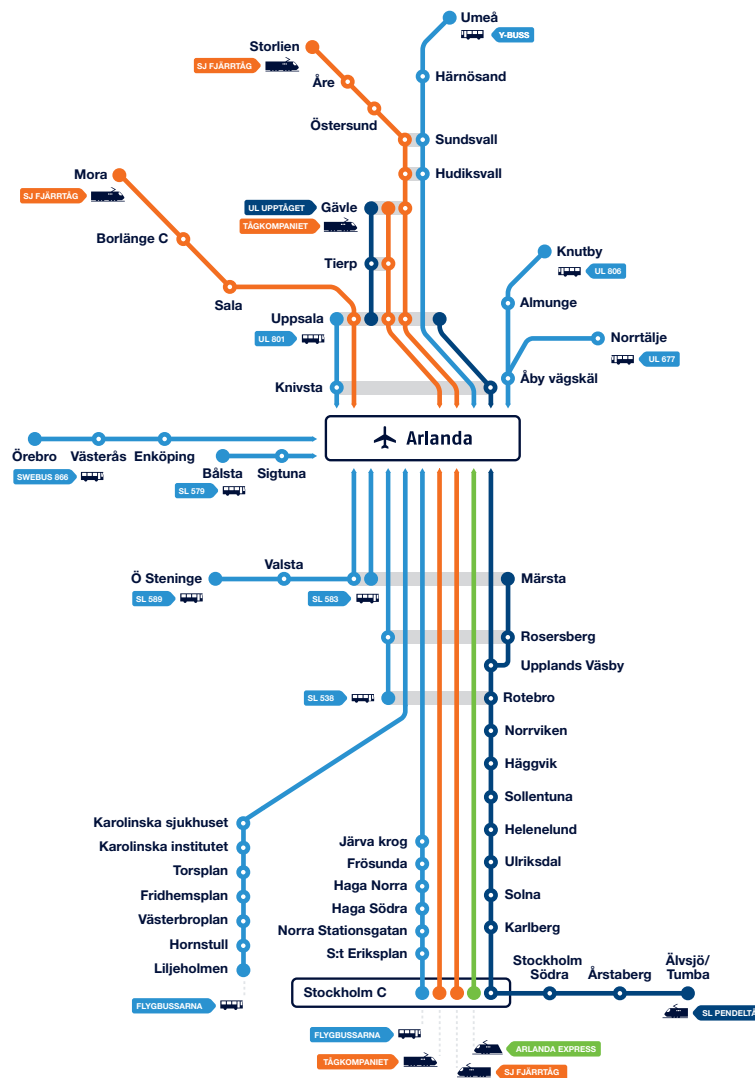 Umeå
Y-BUSS
Storlien
SJ FJÄRRTÅG
Åre
Härnösand
Östersund
Sundsvall
Hudiksvall
Mora
SJ FJÄRRTÅG
UL UPPTÅGET
Gävle
TÅGKOMPANIET
Borlänge C
Tierp
Knutby
UL 806
Sala
Almunge
Uppsala
UL 801
Norrtälje
UL 677
Knivsta
Åby vägskäl
Arlanda
Örebro
Västerås
Enköping
SWEBUS 866
Bålsta
Sigtuna
SL 579
Valsta
Ö Steninge
Märsta
SL 589
SL 583
Rosersberg
Upplands Väsby
SL 538
Rotebro
Norrviken
Häggvik
Sollentuna
Helenelund
Ulriksdal
Solna
Karlberg
Karolinska sjukhuset
Karolinska institutet
Torsplan
Fridhemsplan
Västerbroplan
Hornstull
Liljeholmen
FLYGBUSSARNA
Järva krog
Frösunda
Haga Norra
Haga Södra
Norra Stationsgatan
S:t Eriksplan
Stockholm C
Stockholm
Södra
Årstaberg
Älvsjö/
Tumba
SL PENDELTÅ
FLYGBUSSARNA
ARLANDA EXPRESS
TÅGKOMPANIET
SJ FJÄRRTÅG